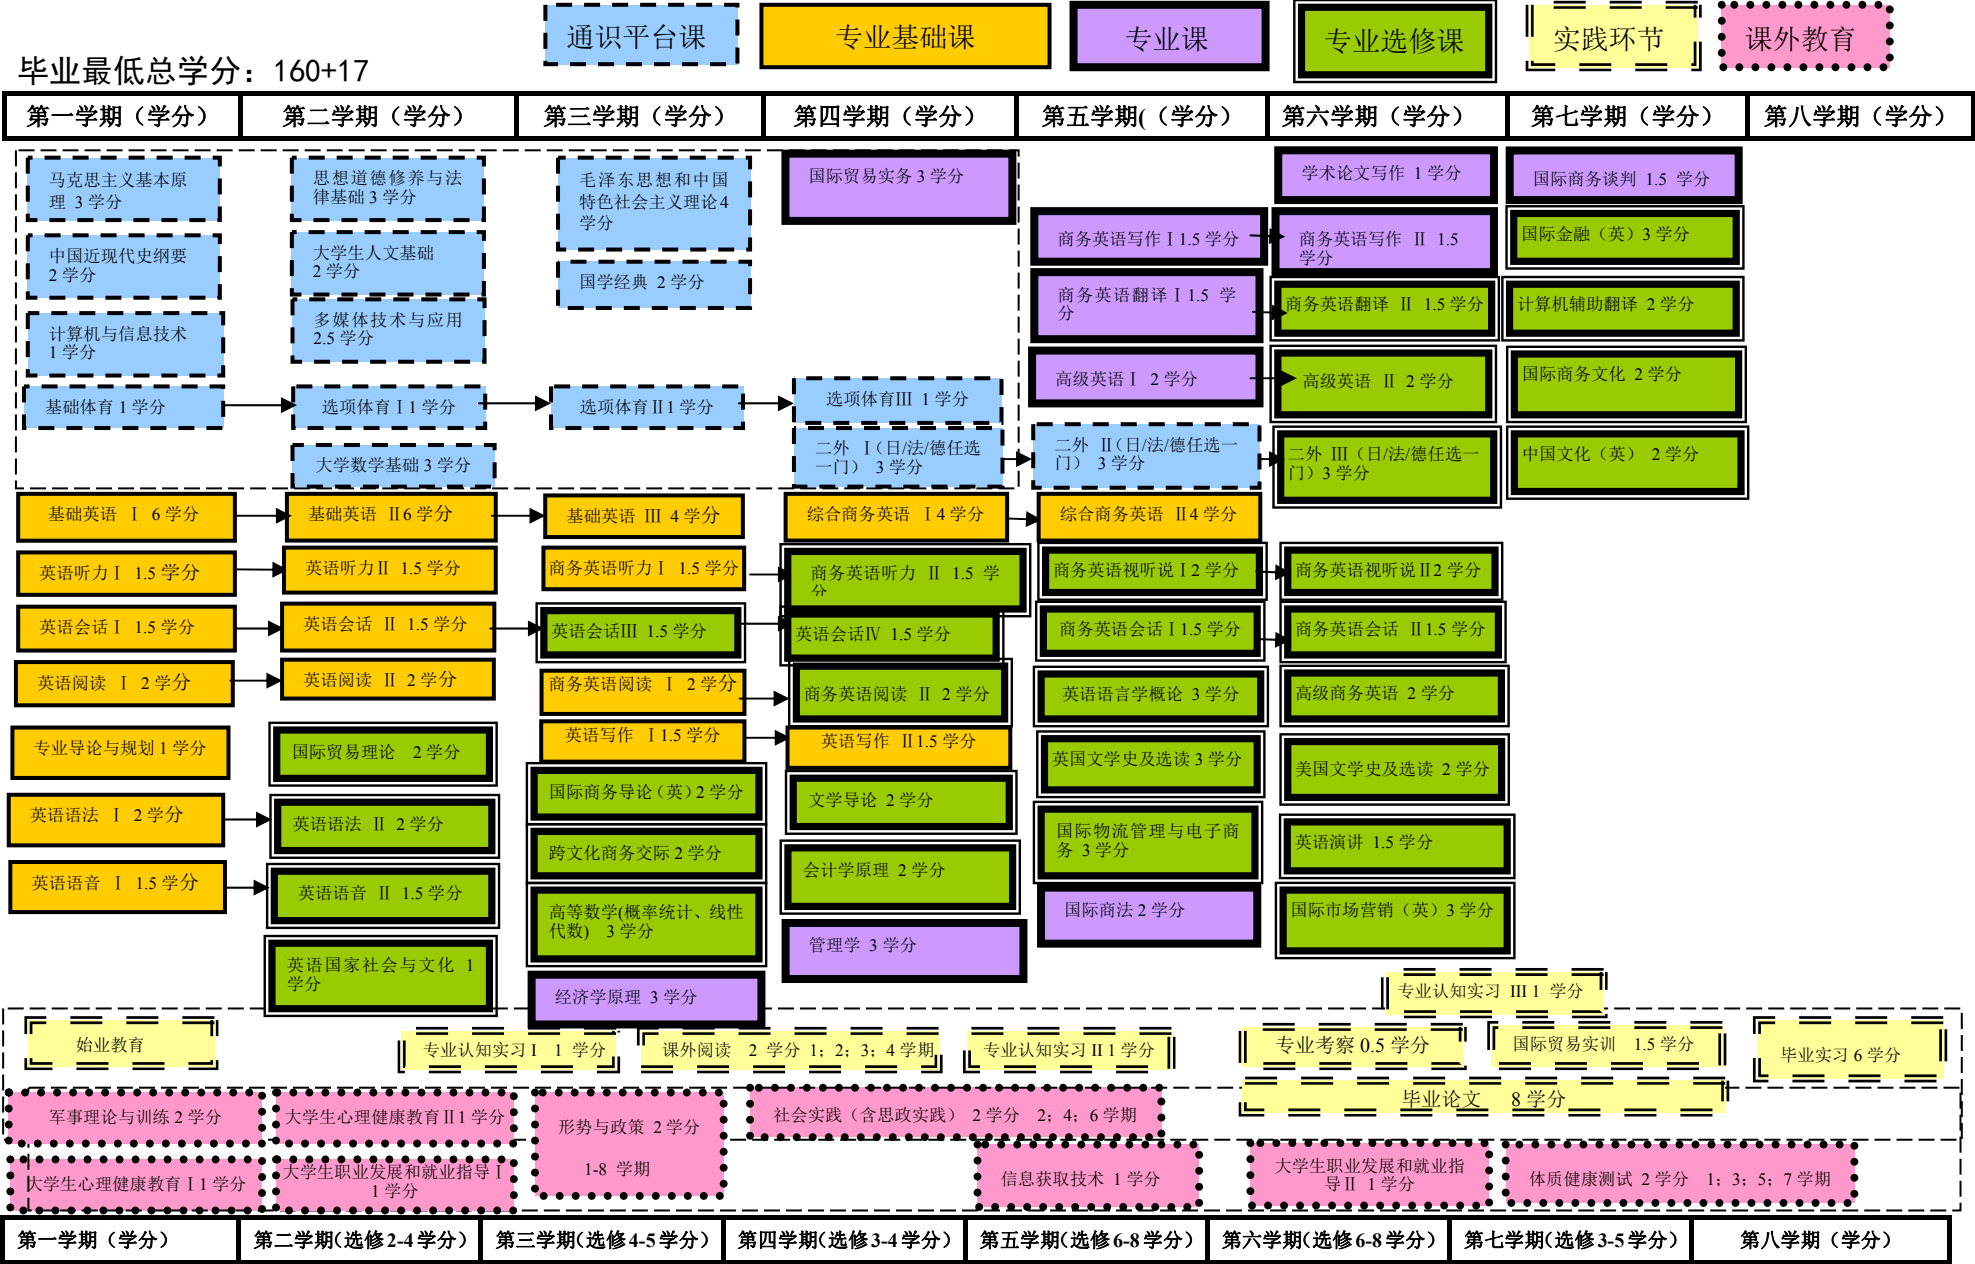 通识平台课
专业基础课
专业课
专业选修课
实践环节
课外教育
毕业最低总学分：160+17
第一学期（学分）
第二学期（学分）
第三学期（学分）
第四学期（学分）
第五学期(（学分）
第六学期（学分）
第七学期（学分）
第八学期（学分）
马克思主义基本原
理 3 学分
思想道德修养与法
律基础 3 学分
毛泽东思想和中国
特色社会主义理论4
学分
国际贸易实务 3 学分
学术论文写作 1 学分
国际商务谈判 1.5 学分
中国近现代史纲要
2 学分
大学生人文基础
2 学分
国学经典 2 学分
商务英语写作Ⅰ1.5 学分
商务英语写作 Ⅱ 1.5
学分
国际金融（英）3 学分
计算机与信息技术
1 学分
多媒体技术与应用
2.5 学分
商务英语翻译Ⅰ1.5 学
分
商务英语翻译 Ⅱ 1.5 学分
计算机辅助翻译 2 学分
基础体育 1 学分
选项体育Ⅰ1 学分
选项体育Ⅱ1 学分
选项体育Ⅲ 1 学分
高级英语Ⅰ 2 学分
高级英语 Ⅱ 2 学分
国际商务文化 2 学分
大学数学基础 3 学分
二外 Ⅰ（日/法/德任选
一门） 3 学分
二外 Ⅱ（日/法/德任选一
门） 3 学分
二外 Ⅲ（日/法/德任选一
门）3 学分
中国文化（英） 2 学分
基础英语 Ⅰ 6 学分
基础英语 Ⅱ6 学分
基础英语 Ⅲ 4 学分
综合商务英语 Ⅰ4 学分
综合商务英语 Ⅱ4 学分
英语听力Ⅰ 1.5 学分
英语听力Ⅱ 1.5 学分
商务英语听力Ⅰ 1.5 学分
商务英语听力 Ⅱ 1.5 学
分
商务英语视听说Ⅰ2 学分
商务英语视听说Ⅱ2 学分
英语会话Ⅰ 1.5 学分
英语会话 Ⅱ 1.5 学分
英语会话Ⅲ 1.5 学分
英语会话Ⅳ 1.5 学分
商务英语会话Ⅰ1.5 学分
商务英语会话 Ⅱ1.5 学分
英语阅读 Ⅰ 2 学分
英语阅读 Ⅱ 2 学分
商务英语阅读 Ⅰ 2 学分
商务英语阅读 Ⅱ 2 学分
英语语言学概论 3 学分
高级商务英语 2 学分
专业导论与规划 1 学分
国际贸易理论 2 学分
英语写作 Ⅰ1.5 学分
英语写作 Ⅱ1.5 学分
英国文学史及选读 3 学分
美国文学史及选读 2 学分
英语语法 Ⅰ 2 学分
英语语法 Ⅱ 2 学分
国际商务导论（英）2 学分
文学导论 2 学分
国际物流管理与电子商
务 3 学分
英语演讲 1.5 学分
英语语音 Ⅰ 1.5 学分
英语语音 Ⅱ 1.5 学分
跨文化商务交际 2 学分
会计学原理 2 学分
国际商法 2 学分
国际市场营销（英）3 学分
英语国家社会与文化 1
学分
高等数学(概率统计、线性
代数) 3 学分
管理学 3 学分
经济学原理 3 学分
专业认知实习 III 1 学分
始业教育
专业认知实习Ⅰ 1 学分
课外阅读 2 学分 1；2；3；4 学期
专业认知实习 II 1 学分
专业考察 0.5 学分
国际贸易实训 1.5 学分
毕业实习 6 学分
毕业论文 8 学分
军事理论与训练 2 学分
大学生心理健康教育Ⅱ1 学分
形势与政策 2 学分
1-8 学期
社会实践（含思政实践） 2 学分 2；4；6 学期
大学生心理健康教育Ⅰ1 学分
大学生职业发展和就业指导Ⅰ
1 学分
信息获取技术 1 学分
大学生职业发展和就业指
导Ⅱ 1 学分
体质健康测试 2 学分 1；3；5；7 学期
第一学期（学分）
第二学期（选修 2-4 学分）
第三学期（选修 4-5 学分）
第四学期（选修 3-4 学分）
第五学期（选修 6-8 学分）
第六学期（选修 6-8 学分）
第七学期（选修 3-5 学分）
第八学期（学分）